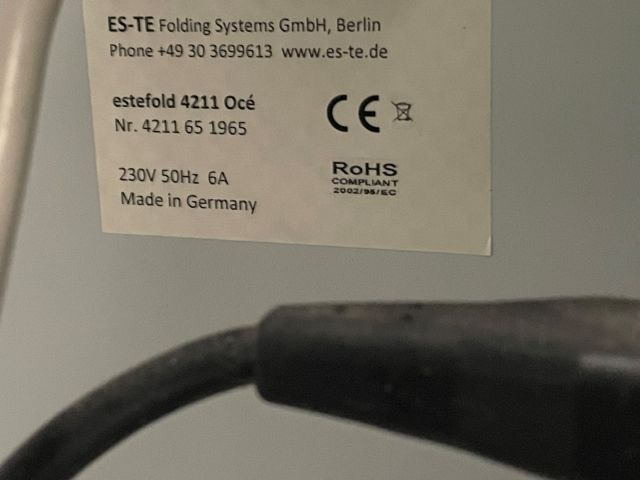 ES-TE Folding Systems GmbH, Berlin
Phone +49 30 3699613 www.es-te.de
estefold 4211 Océ
Nr. 4211 65 1965
CE
230V 50Hz 6A
Made in Germany
RoHS
COMPLIANT
2002/95/EC